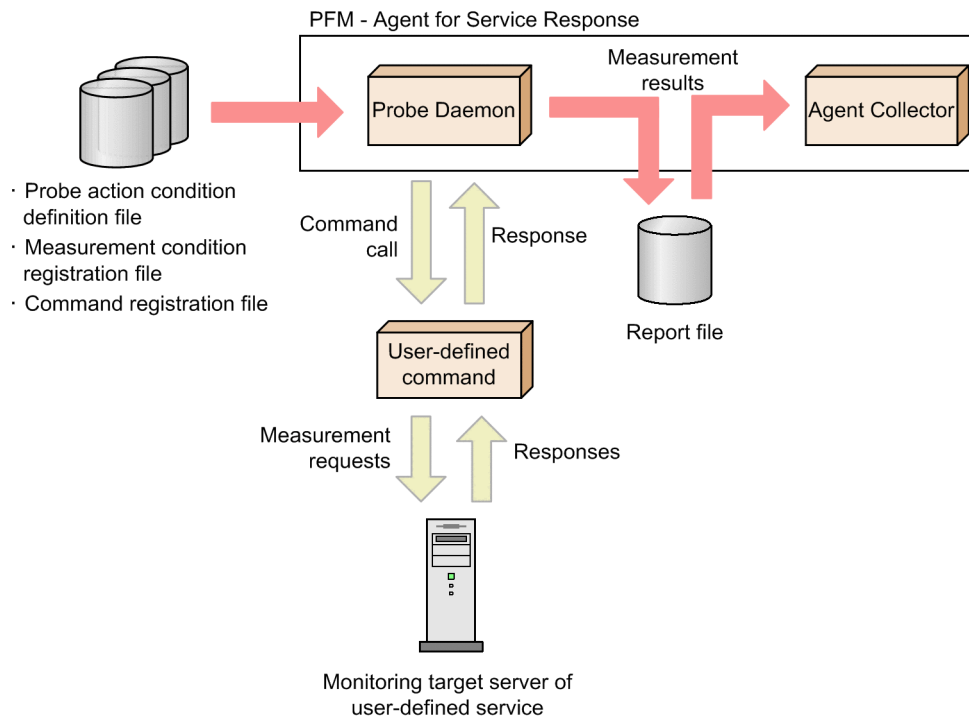 PFM - Agent for Service Response
Measurement
results
Probe Daemon
Agent Collector
· Probe action condition
definition file
· Measurement condition
registration file
· Command registration file
Command
call
Response
Report file
User-defined
command
Measurement
requests
Responses
Monitoring target server of
user-defined service